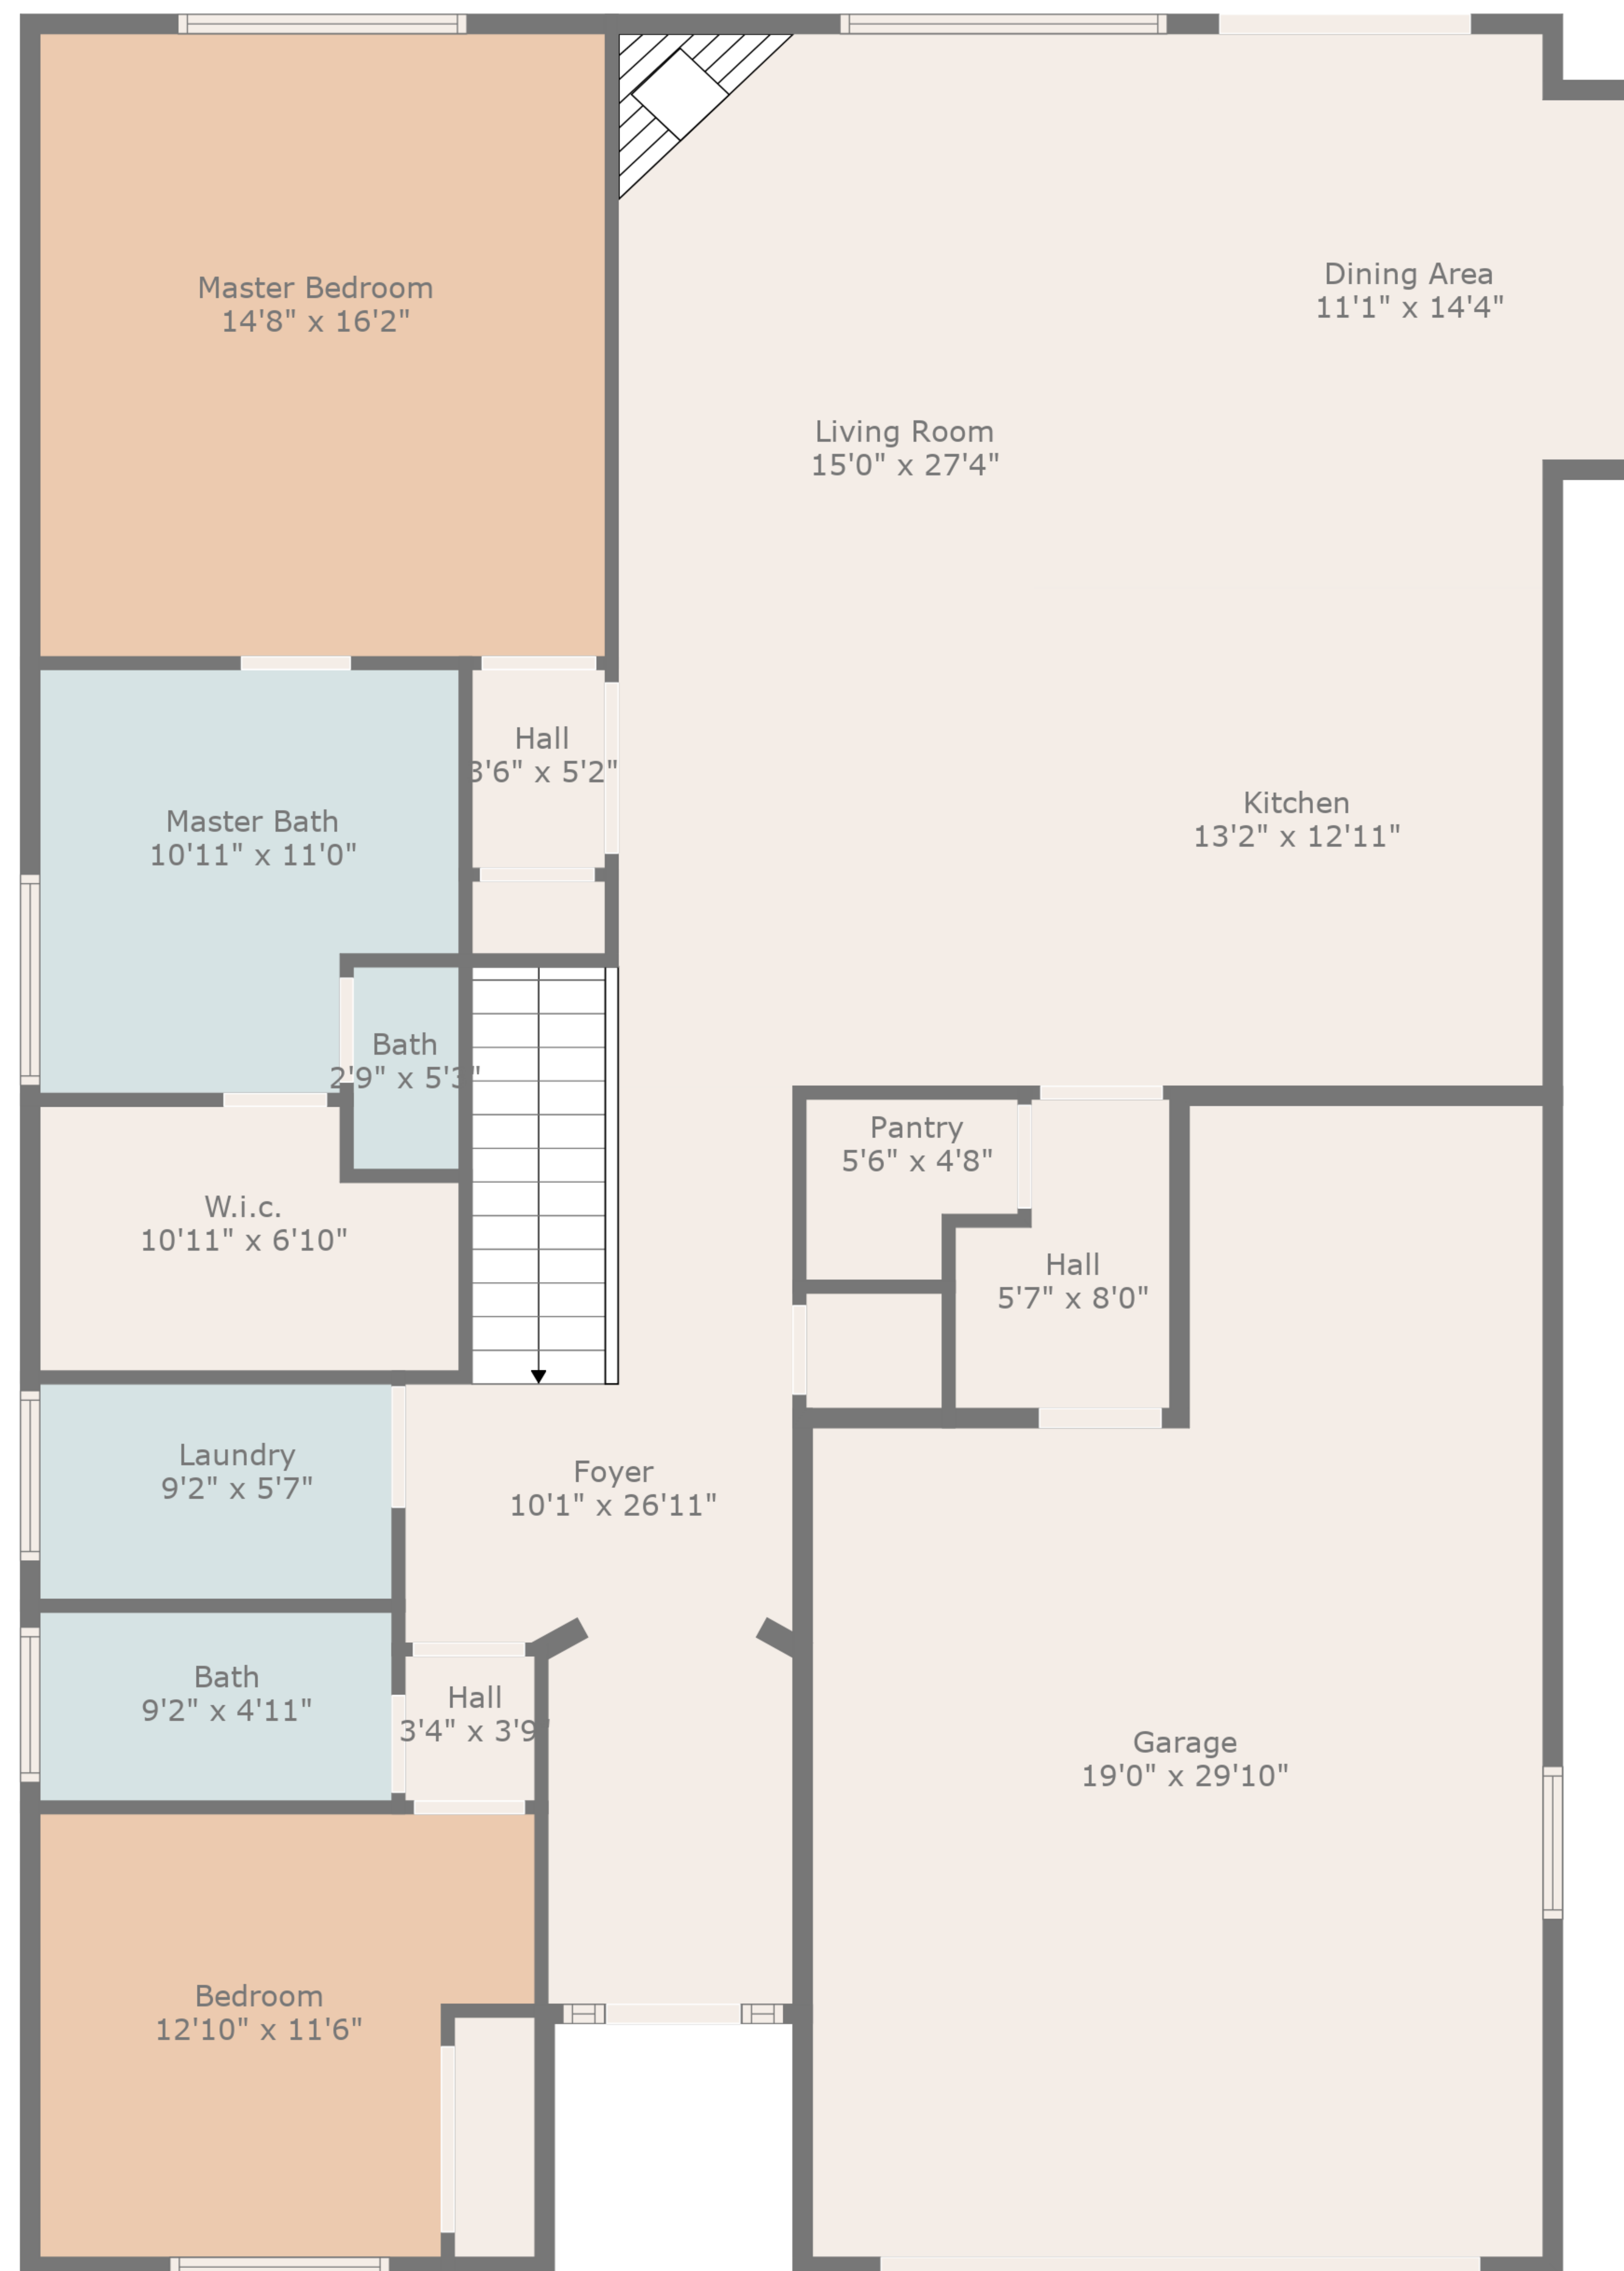 Master Bedroom
14'8" x 16'2"
Dining Area
11'1" x 14'4"
Living Room
15'0" x 27'4"
Hall
3'6" x 5'2"
Kitchen
13'2" x 12'11"
Master Bath
10'11" x 11'0"
Bath
2'9" x 5'3"
Pantry
5'6" x 4'8"
W.i.c.
10'11" x 6'10"
Hall
5'7" x 8'0"
Laundry
9'2" x 5'7"
Foyer
10'1" x 26'11"
Bath
9'2" x 4'11"
Hall
3'4" x 3'9"
Garage
19'0" x 29'10"
Bedroom
12'10" x 11'6"